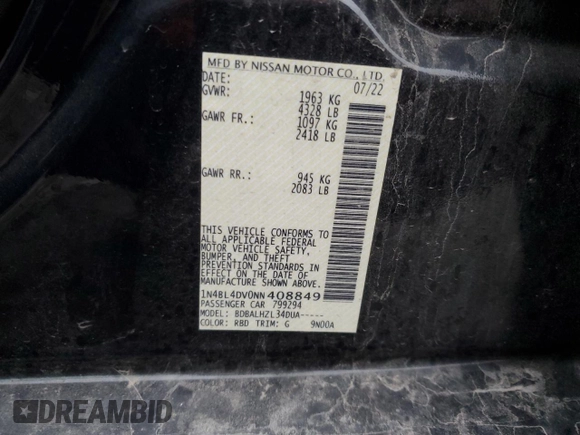 MFD BY NISSAN MOTOR CO., LTD.
DATE: 07/22
GVWR: 1963 KG
4328 LB
GAWR FR.: 1097 KG
2418 LB
GAWR RR.: 945 KG
2083 LB
THIS VEHICLE CONFORMS TO
ALL APPLICABLE FEDERAL
MOTOR VEHICLE SAFETY,
BUMPER, AND THEFT
PREVENTION STANDARDS IN
EFFECT ON THE DATE OF
MANUFACTURE SHOWN ABOVE.
1N4BL4DV0NN408849
PASSENGER CAR 799294
MODEL: BDBALHZL34DUA-----
COLOR: RBD TRIM: G 9N00A
DREAMBID